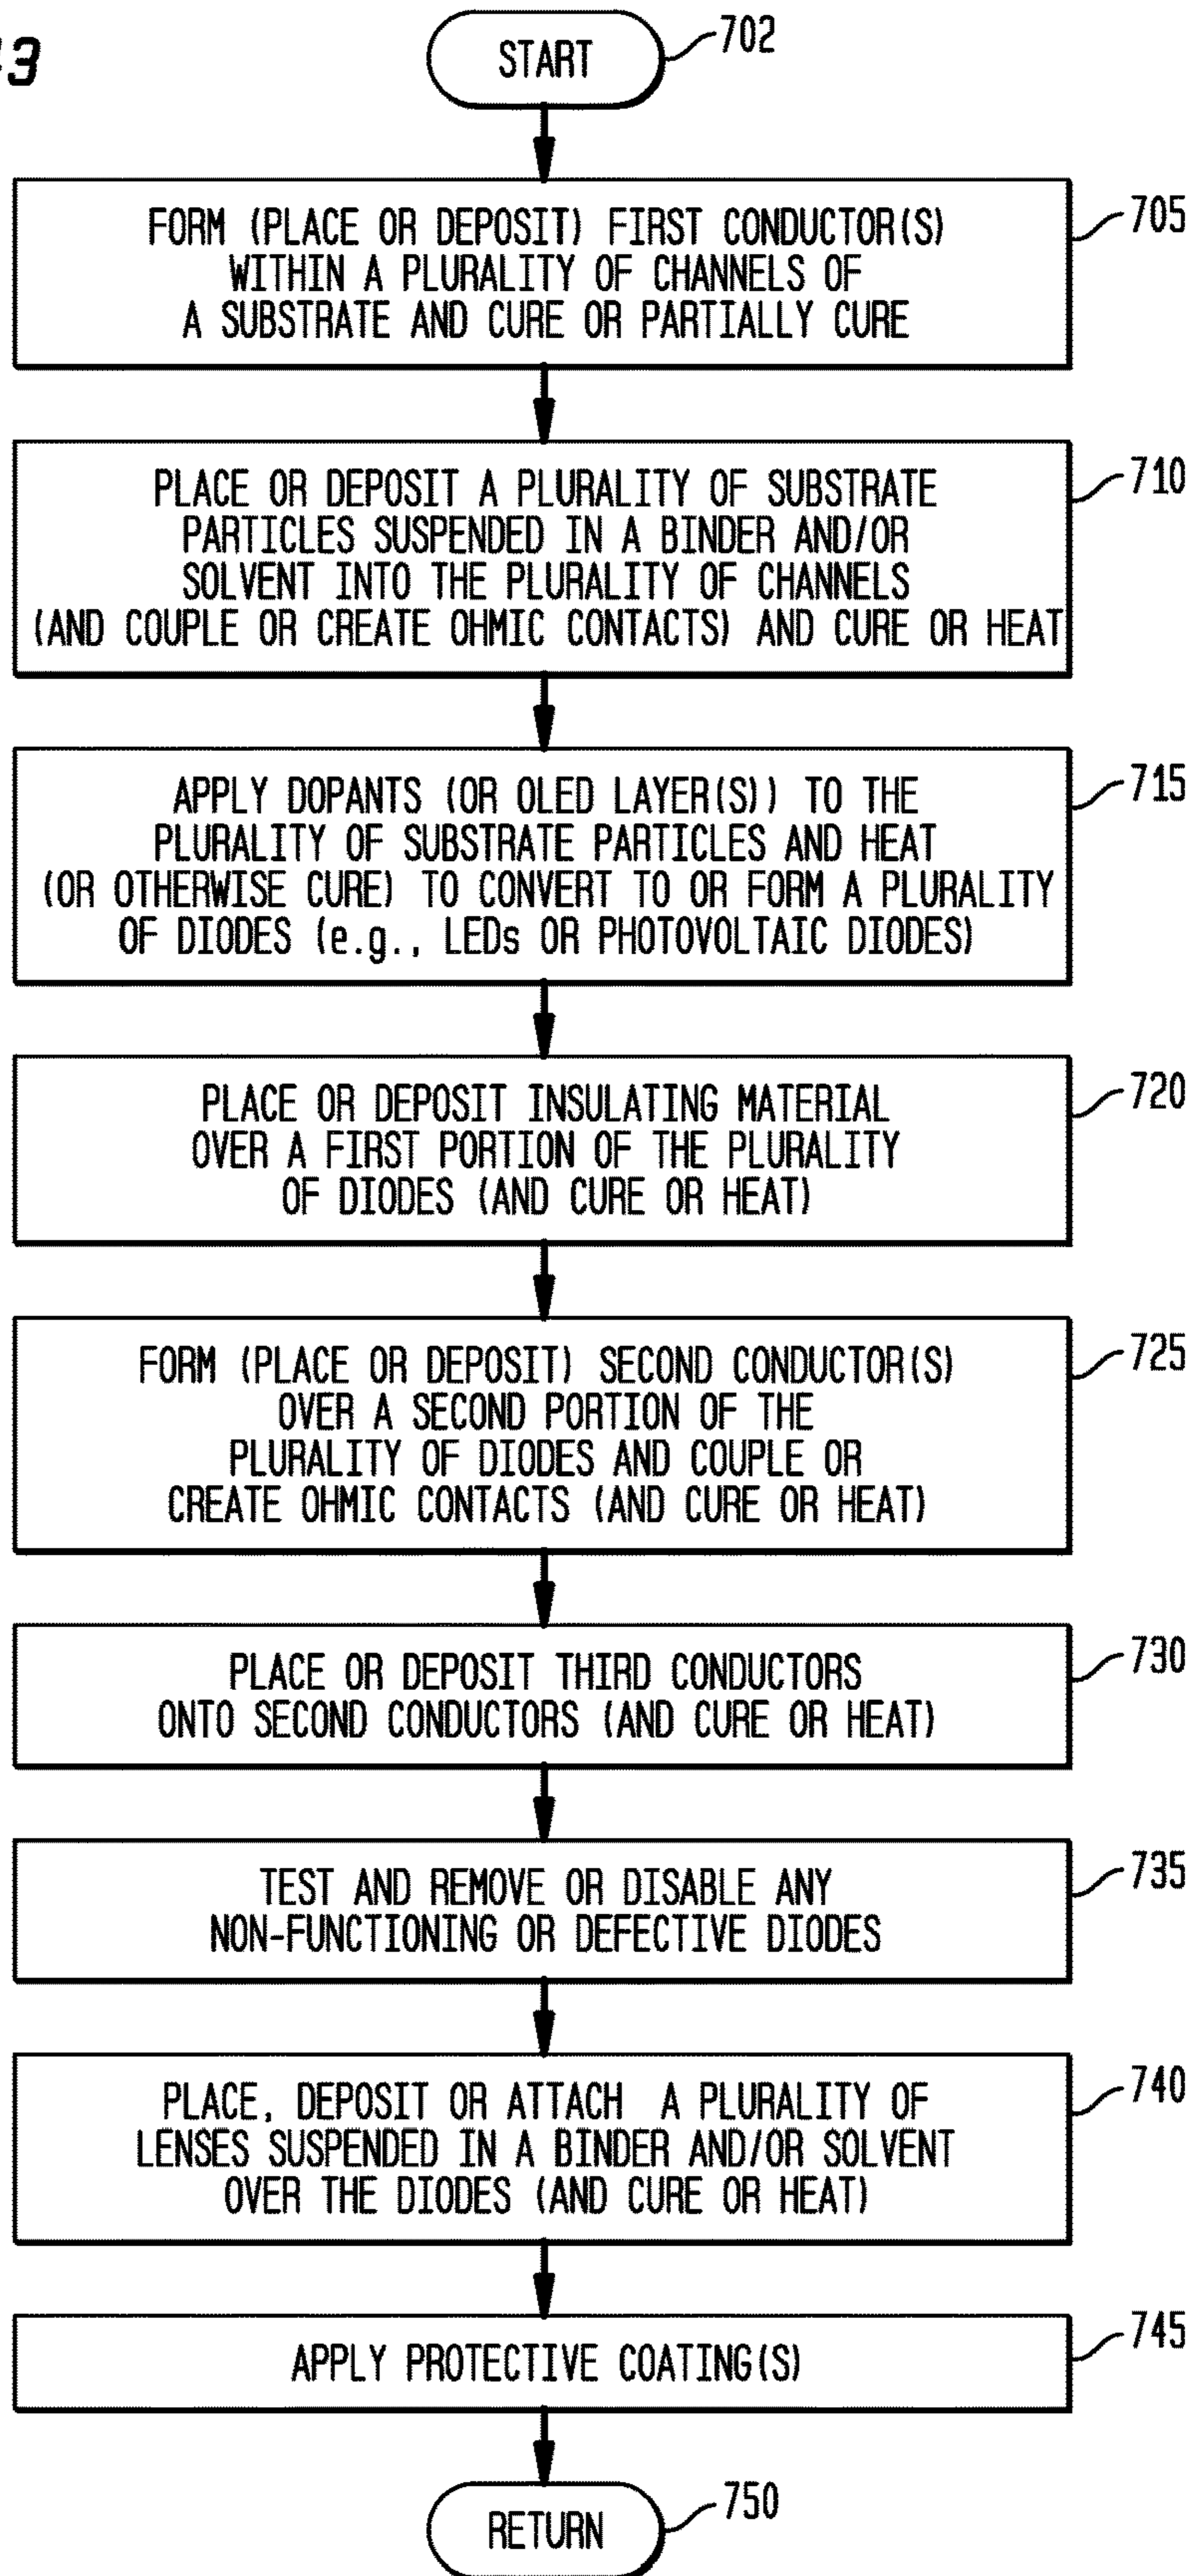 3
START
702
FORM (PLACE OR DEPOSIT) FIRST CONDUCTOR(S)
WITHIN A PLURALITY OF CHANNELS OF
A SUBSTRATE AND CURE OR PARTIALLY CURE
705
PLACE OR DEPOSIT A PLURALITY OF SUBSTRATE
PARTICLES SUSPENDED IN A BINDER AND/OR
SOLVENT INTO THE PLURALITY OF CHANNELS
(AND COUPLE OR CREATE OHMIC CONTACTS) AND CURE OR HEAT
710
APPLY DOPANTS (OR OLED LAYER(S)) TO THE
PLURALITY OF SUBSTRATE PARTICLES AND HEAT
(OR OTHERWISE CURE) TO CONVERT TO OR FORM A PLURALITY
OF DIODES (e.g., LEDs OR PHOTOVOLTAIC DIODES)
715
PLACE OR DEPOSIT INSULATING MATERIAL
OVER A FIRST PORTION OF THE PLURALITY
OF DIODES (AND CURE OR HEAT)
720
FORM (PLACE OR DEPOSIT) SECOND CONDUCTOR(S)
OVER A SECOND PORTION OF THE
PLURALITY OF DIODES AND COUPLE OR
CREATE OHMIC CONTACTS (AND CURE OR HEAT)
725
PLACE OR DEPOSIT THIRD CONDUCTORS
ONTO SECOND CONDUCTORS (AND CURE OR HEAT)
730
TEST AND REMOVE OR DISABLE ANY
NON-FUNCTIONING OR DEFECTIVE DIODES
735
PLACE, DEPOSIT OR ATTACH A PLURALITY OF
LENSES SUSPENDED IN A BINDER AND/OR SOLVENT
OVER THE DIODES (AND CURE OR HEAT)
740
APPLY PROTECTIVE COATING(S)
745
RETURN
750